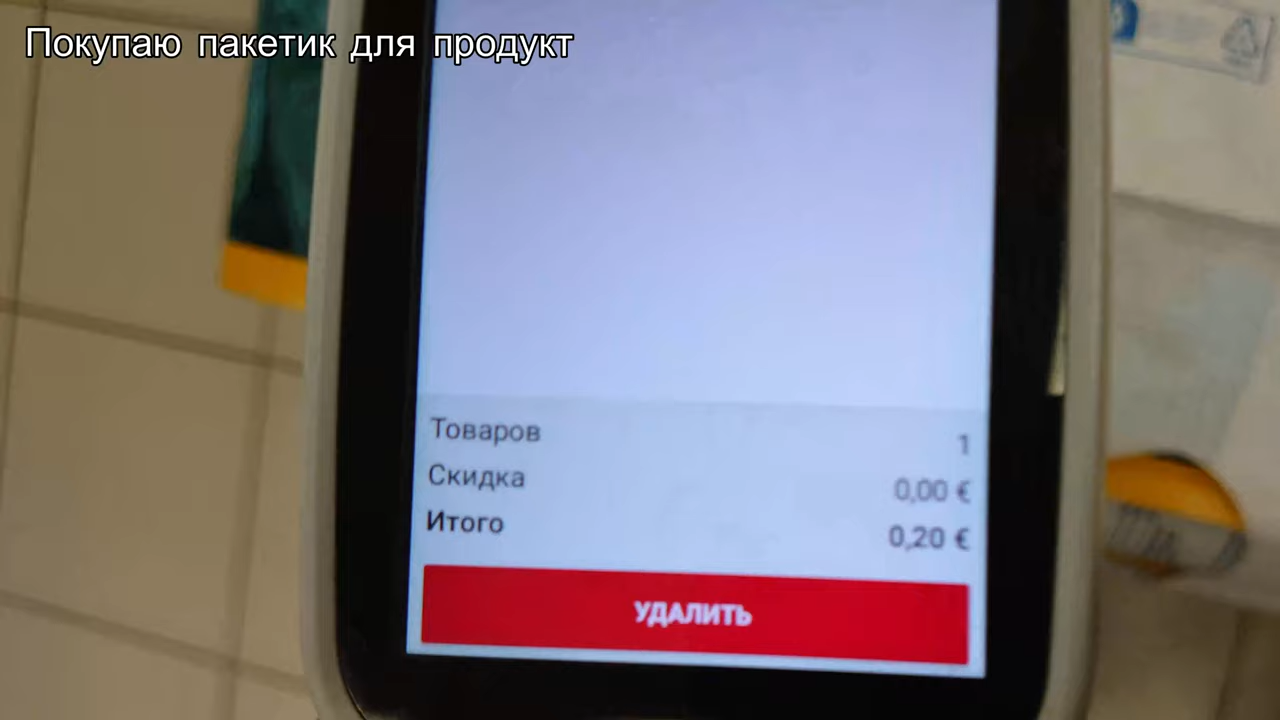 Покупаю пакетик для продукт
Товаров 1
Скидка 0,00 €
Итого 0,20 €
УДАЛИТЬ